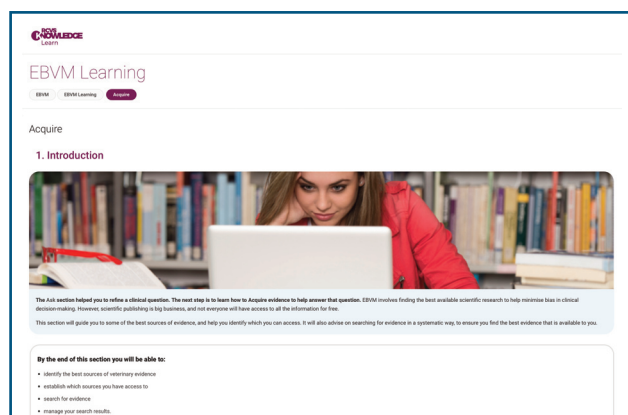 RCVS
KNOWLEDGE
Learn
EBVM Learning
EBVM EBVM Learning Acquire
Acquire
1. Introduction
The Ask section helped you to refine a clinical question. The next step is to learn how to Acquire evidence to help answer that question. EBVM involves finding the best available scientific research to help minimise bias in clinical
decision-making. However, scientific publishing is big business, and not everyone will have access to all the information for free.
This section will guide you to some of the best sources of evidence, and help you identify which you can access. It will also advise on searching for evidence in a systematic way, to ensure you find the best evidence that is available to you.
By the end of this section you will be able to:
• identify the best sources of veterinary evidence
• establish which sources you have access to
• search for evidence
• manage your search results.